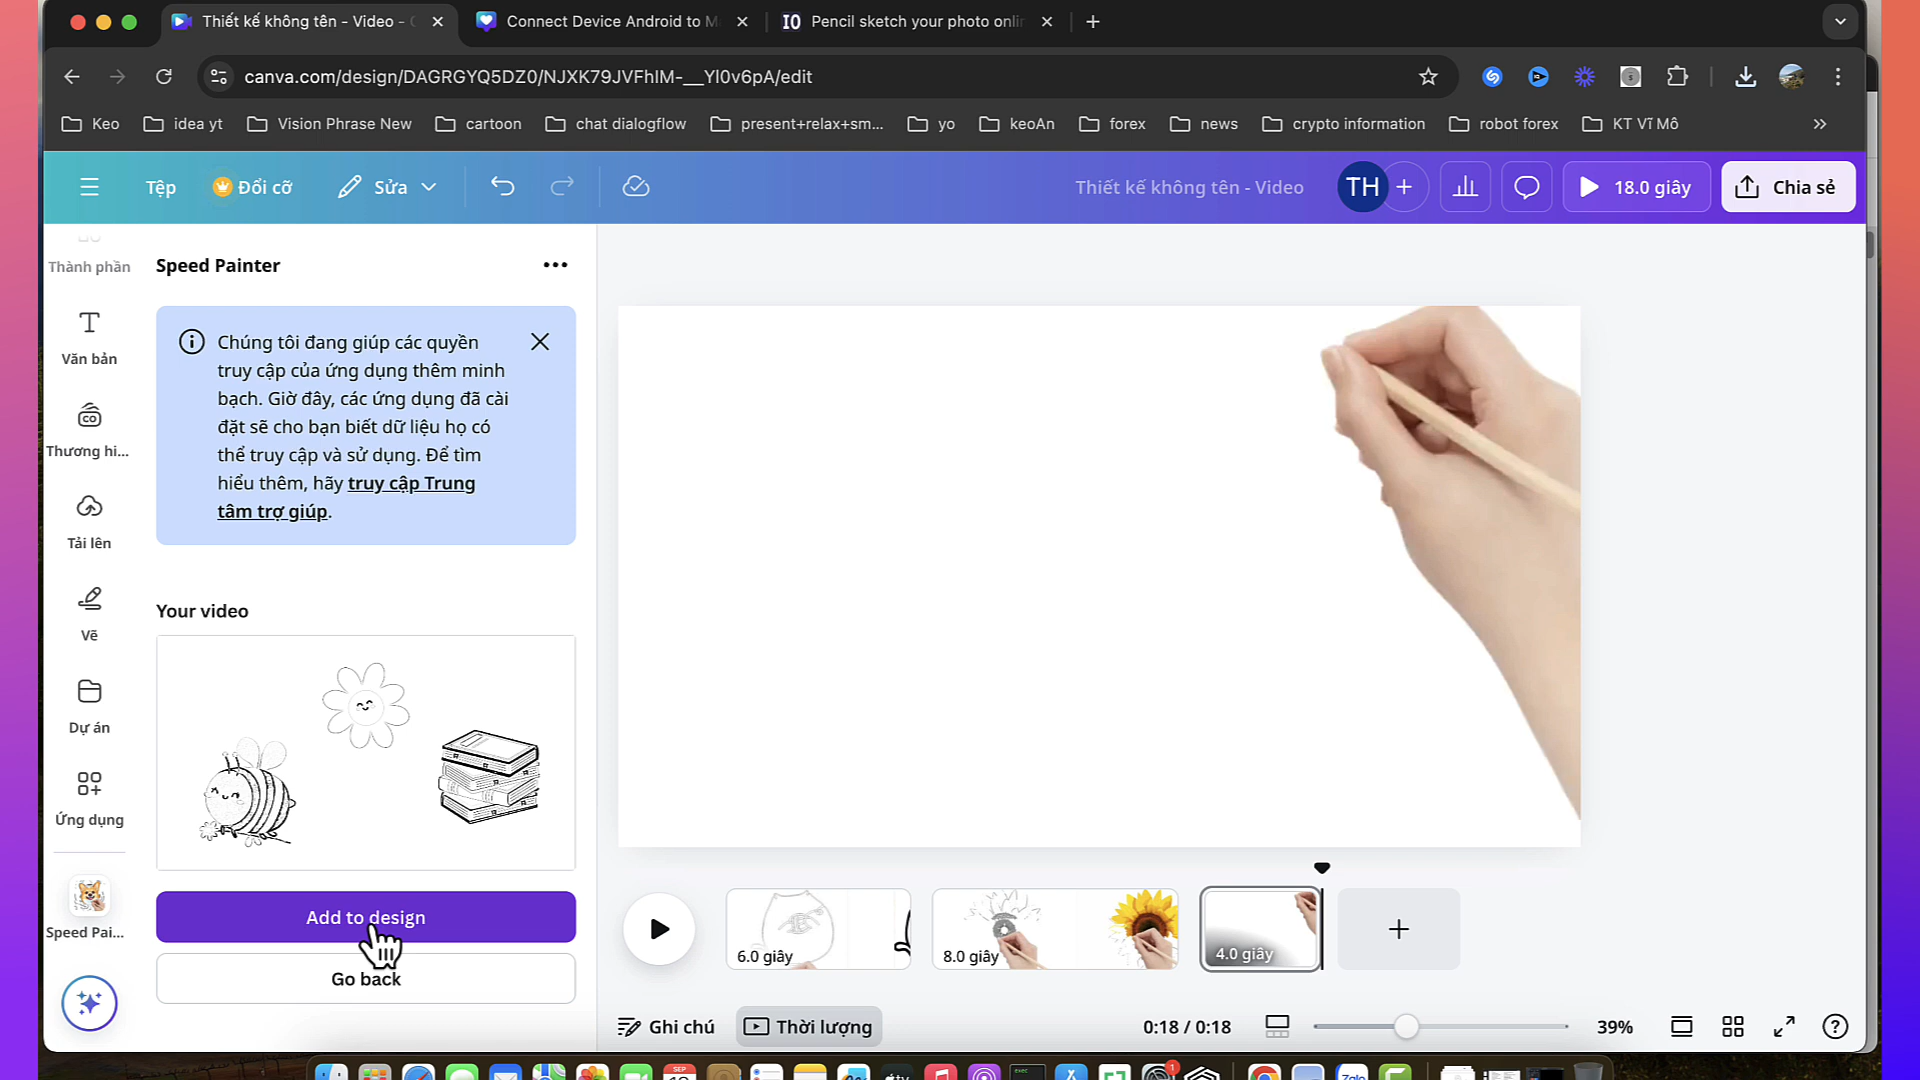 Thiết kế không tên - Video -
Connect Device Android to M
IO
Pencil sketch your photo onlin
canva.com/design/DAGRGYQ5DZ0/NJXK79JVFhIM-__YI0v6pA/edit
Keo
idea yt
Vision Phrase New
cartoon
chat dialogflow
present+relax+sm...
yo
keoAn
forex
news
crypto information
robot forex
KT Vĩ Mô
Tệp
Đổi cỡ
Sửa
Thiết kế không tên - Video
TH
18.0 giây
Chia sẻ
Thành phần
Văn bản
Thương hi...
Tải lên
Vẽ
Dự án
Ứng dụng
Speed Pai...
Speed Painter
Chúng tôi đang giúp các quyền
truy cập của ứng dụng thêm minh
bạch. Giờ đây, các ứng dụng đã cài
đặt sẽ cho bạn biết dữ liệu họ có
thể truy cập và sử dụng. Để tìm
hiểu thêm, hãy truy cập Trung
tâm trợ giúp.
Your video
Add to design
Go back
6.0 giây
8.0 giây
4.0 giây
Ghi chú
Thời lượng
0:18 / 0:18
39%
SEP
tv
exec
1
Zalo